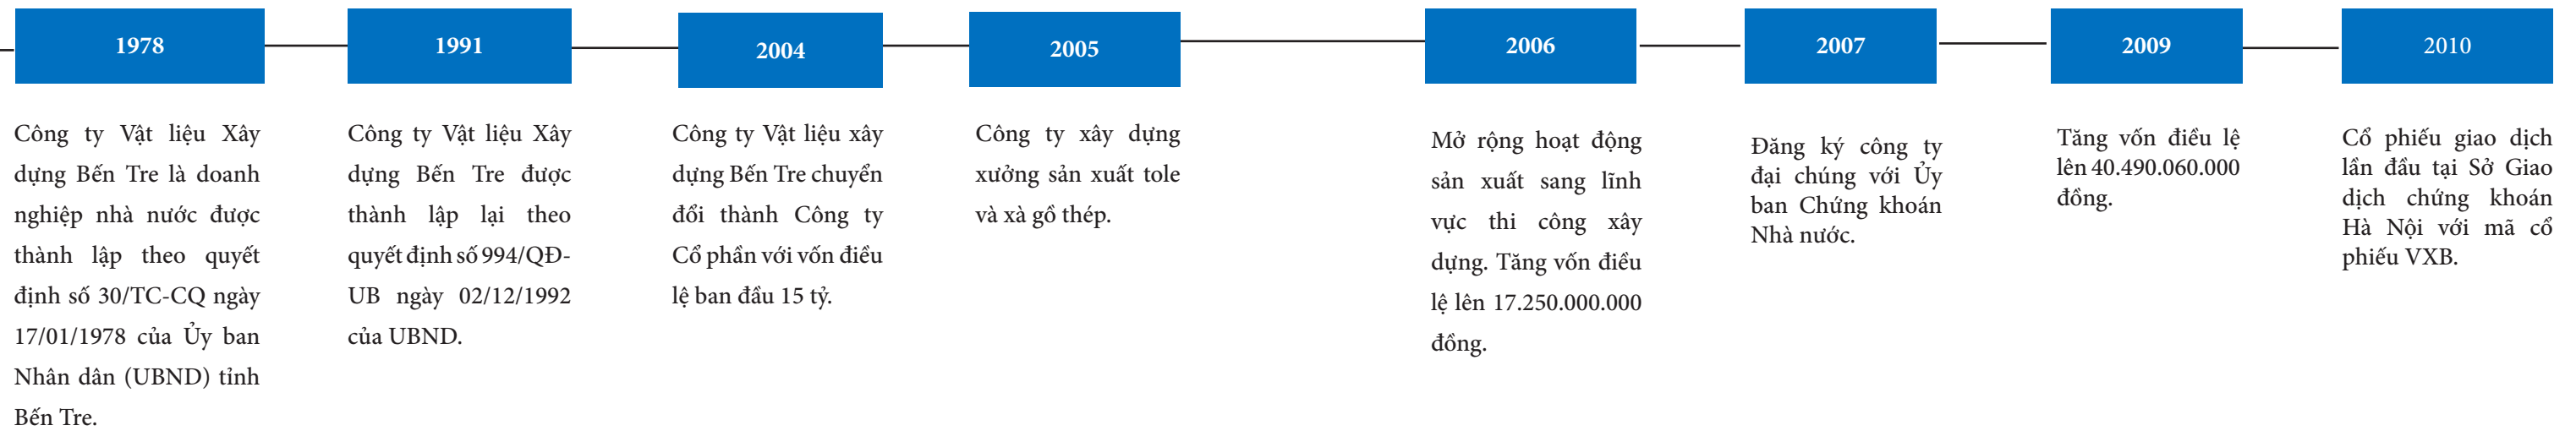 1978
Công ty Vật liệu Xây
dựng Bến Tre là doanh
nghiệp nhà nước được
thành lập theo quyết
định số 30/TC-CQ ngày
17/01/1978 của Ủy ban
Nhân dân (UBND) tỉnh
Bến Tre.
1991
Công ty Vật liệu Xây
dựng Bến Tre được
thành lập lại theo
quyết định số 994/QĐ-
UB ngày 02/12/1992
của UBND.
2004
Công ty Vật liệu xây
dựng Bến Tre chuyển
đổi thành Công ty
Cổ phần với vốn điều
lệ ban đầu 15 tỷ.
2005
Công ty xây dựng
xưởng sản xuất tole
và xà gồ thép.
2006
Mở rộng hoạt động
sản xuất sang lĩnh
vực thi công xây
dựng. Tăng vốn điều
lệ lên 17.250.000.000
đồng.
2007
Đăng ký công ty
đại chúng với Ủy
ban Chứng khoán
Nhà nước.
2009
Tăng vốn điều lệ
lên 40.490.060.000
đồng.
2010
Cổ phiếu giao dịch
lần đầu tại Sở Giao
dịch chứng khoán
Hà Nội với mã cổ
phiếu VXB.